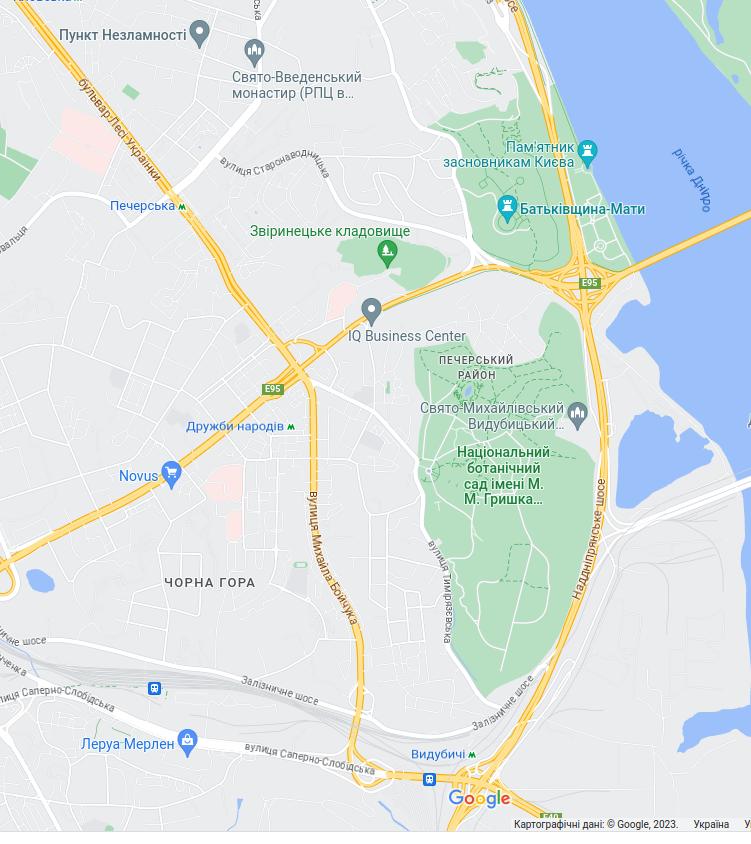 шосе
Пункт Незламності
Свято-Введенський
монастир (РПЦ в...
бульвар Лесі Українки
вулиця Старонаводницька
Пам'ятник
засновникам Києва
річка Дніпро
Печерська
Батьківщина-Мати
Звіринецьке кладовище
E95
IQ Business Center
ПЕЧЕРСЬКИЙ
РАЙОН
E95
Свято-Михайлівський
Видубицький...
Дружби народів
Національний
ботанічний
сад імені М.
М. Гришка...
Novus
Наддніпрянське шосе
вулиця Михайла Бойчука
вулиця Тимірязєвська
ЧОРНА ГОРА
Залізничне шосе
Залізничне шосе
лиця Саперно-Слобідська
Леруа Мерлен
вулиця Саперно-Слобідська
Видубичі
Google
E40
Картографічні дані: © Google, 2023. Україна